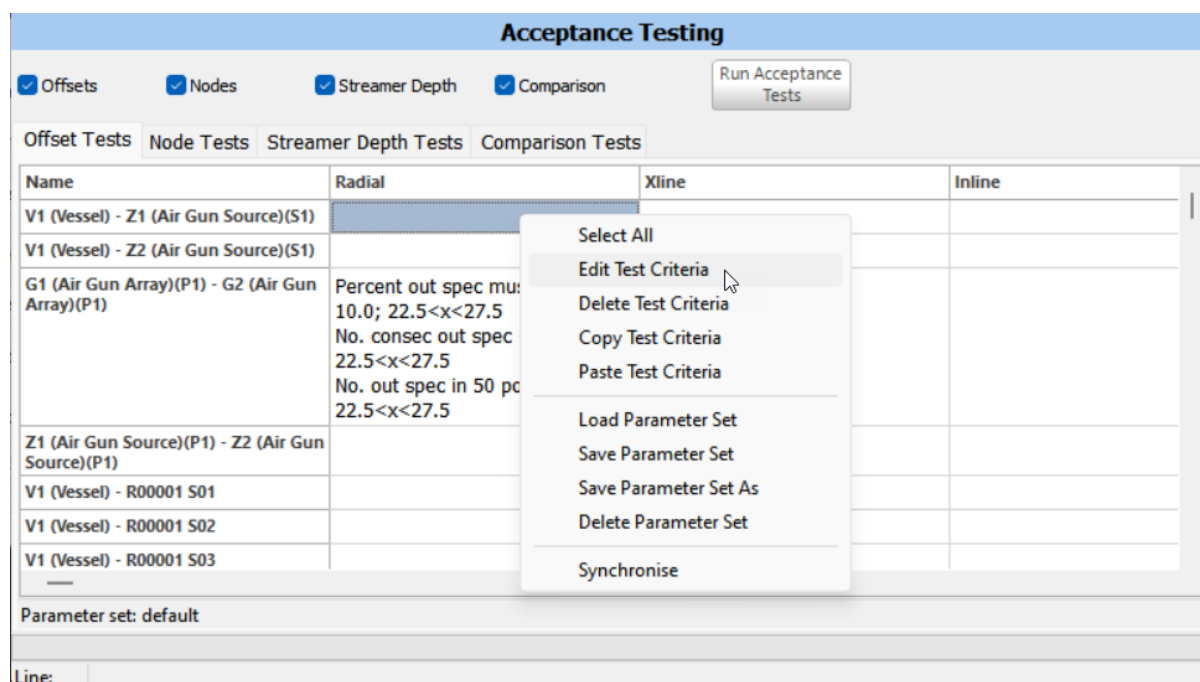 Acceptance Testing
Offsets
Nodes
Streamer Depth
Comparison
Run Acceptance
Tests
Offset Tests
Node Tests
Streamer Depth Tests
Comparison Tests
Name
Radial
Xline
Inline
V1 (Vessel) - Z1 (Air Gun Source)(S1)
V1 (Vessel) - Z2 (Air Gun Source)(S1)
G1 (Air Gun Array)(P1) - G2 (Air Gun
Array)(P1)
Percent out spec
10.0; 22.5<x<27.5
No. consec out spec
22.5<x<27.5
No. out spec in 50
22.5<x<27.5
Z1 (Air Gun Source)(P1) - Z2 (Air Gun
Source)(P1)
V1 (Vessel) - R00001 S01
V1 (Vessel) - R00001 S02
V1 (Vessel) - R00001 S03
Select All
Edit Test Criteria
Delete Test Criteria
Copy Test Criteria
Paste Test Criteria
Load Parameter Set
Save Parameter Set
Save Parameter Set As
Delete Parameter Set
Synchronise
Parameter set: default
Line: